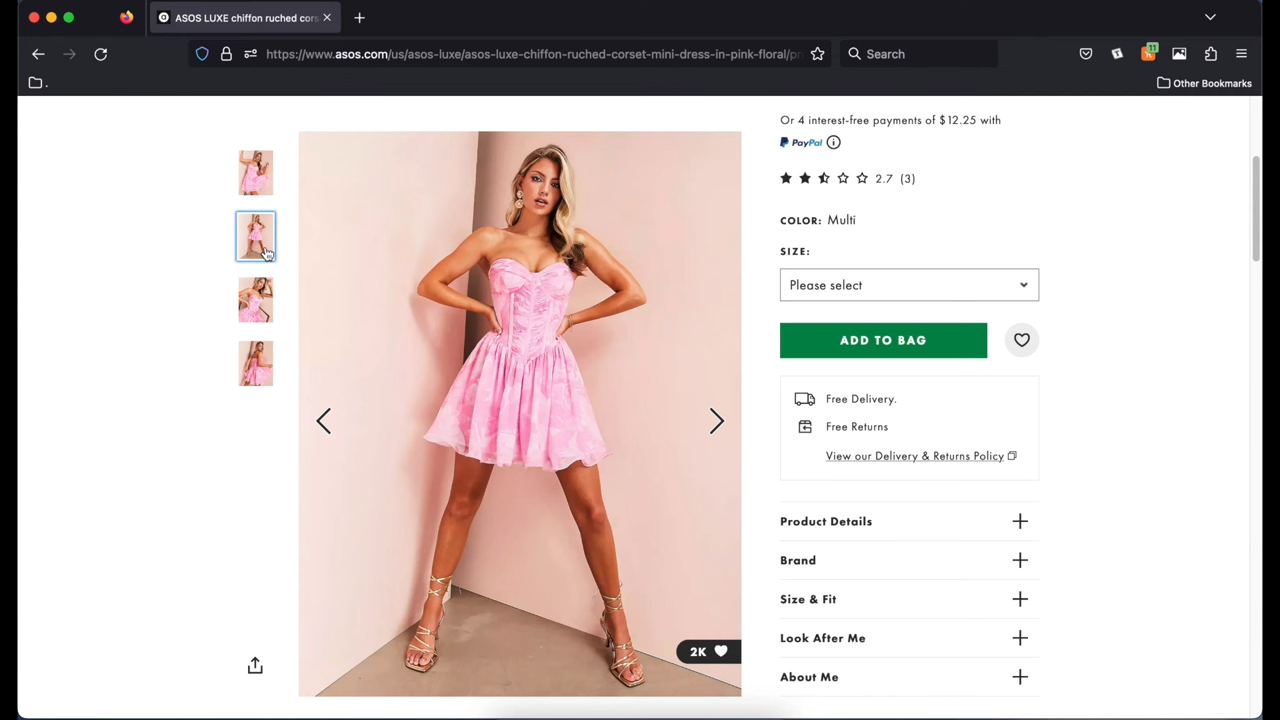 ASOS LUXE chiffon ruched cors
https://www.asos.com/us/asos-luxe/asos-luxe-chiffon-ruched-corset-mini-dress-in-pink-floral/pr
Search
11
.
Other Bookmarks
Or 4 interest-free payments of $12.25 with
PayPal
2.7 (3)
COLOR: Multi
SIZE:
Please select
ADD TO BAG
Free Delivery.
Free Returns
View our Delivery & Returns Policy
Product Details
Brand
Size & Fit
Look After Me
About Me
2K